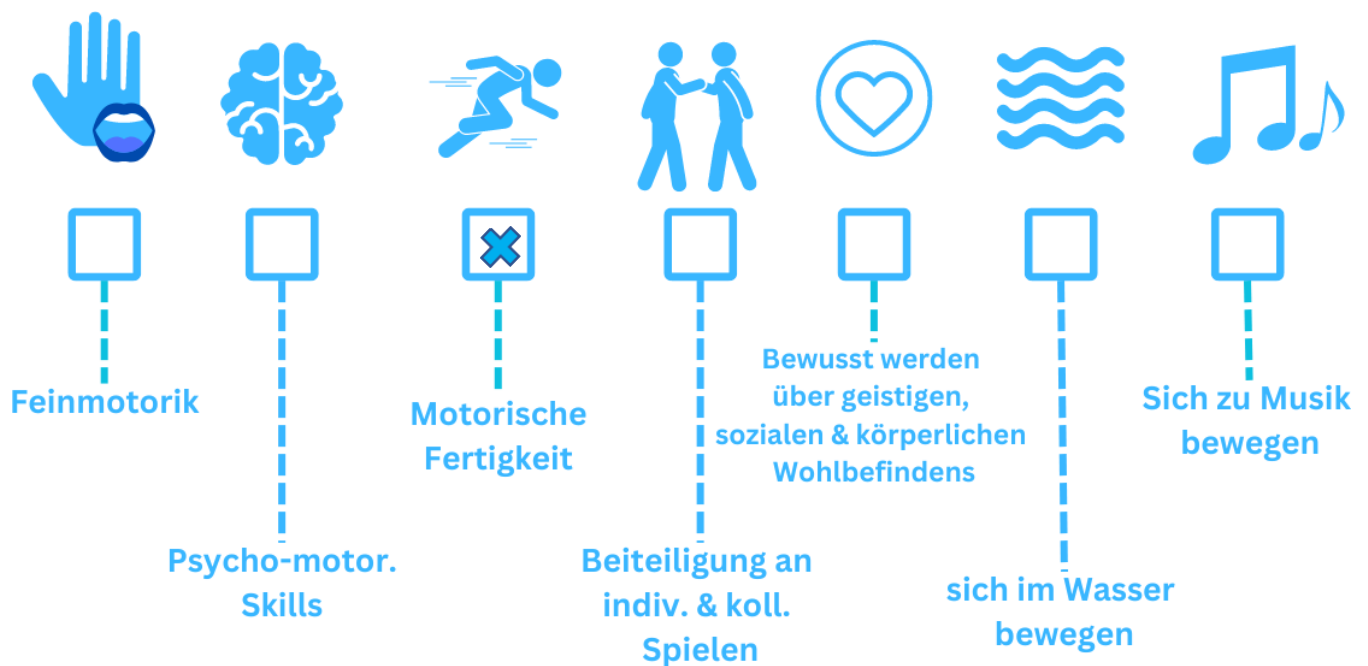 Feinmotorik
Psycho-motor.
Skills
Motorische
Fertigkeit
Beiteiligung an
indiv. & koll.
Spielen
Bewusst werden
über geistigen,
sozialen & körperlichen
Wohlbefindens
sich im Wasser
bewegen
Sich zu Musik
bewegen